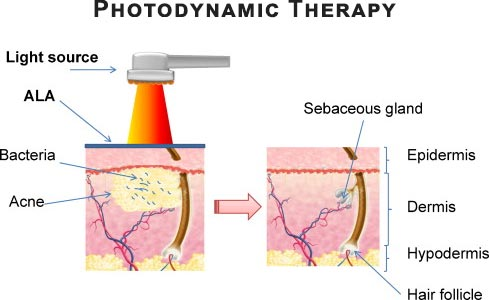 PHOTODYNAMIC THERAPY
Light source
ALA
Bacteria
Acne
Sebaceous gland
Epidermis
Dermis
Hypodermis
Hair follicle